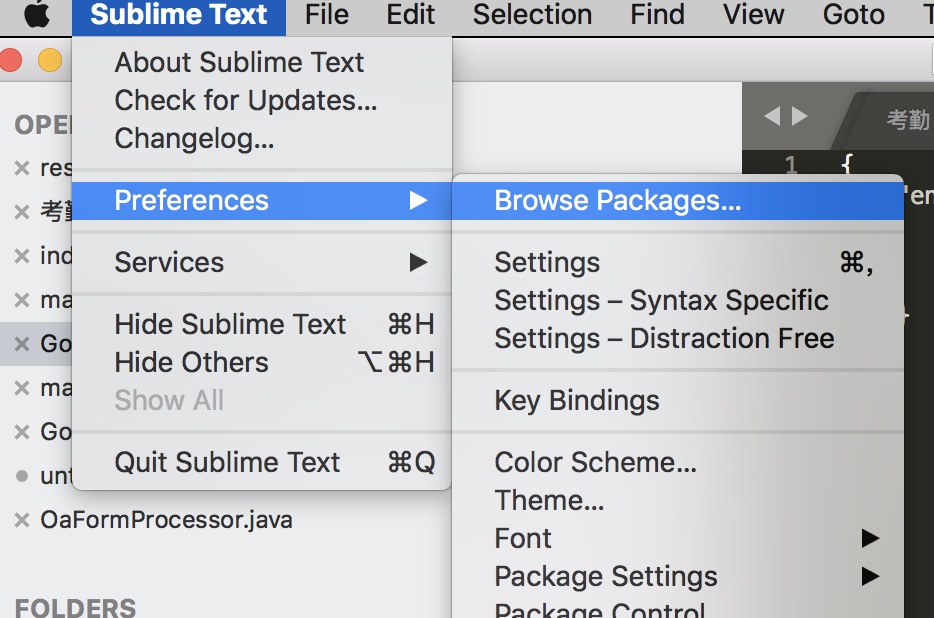 Sublime Text File Edit Selection Find View Goto
About Sublime Text
Check for Updates...
Changelog...
Preferences
Services
Hide Sublime Text ⌘H
Hide Others ⌥⌘H
Show All
Quit Sublime Text ⌘Q
Browse Packages...
Settings ⌘,
Settings – Syntax Specific
Settings – Distraction Free
Key Bindings
Color Scheme...
Theme...
Font
Package Settings
Package Control
OPE
res
考勤
ind
ma
Go
ma
Go
unt
OaFormProcessor.java
FOLDERS
考勤
1 {
"en
}